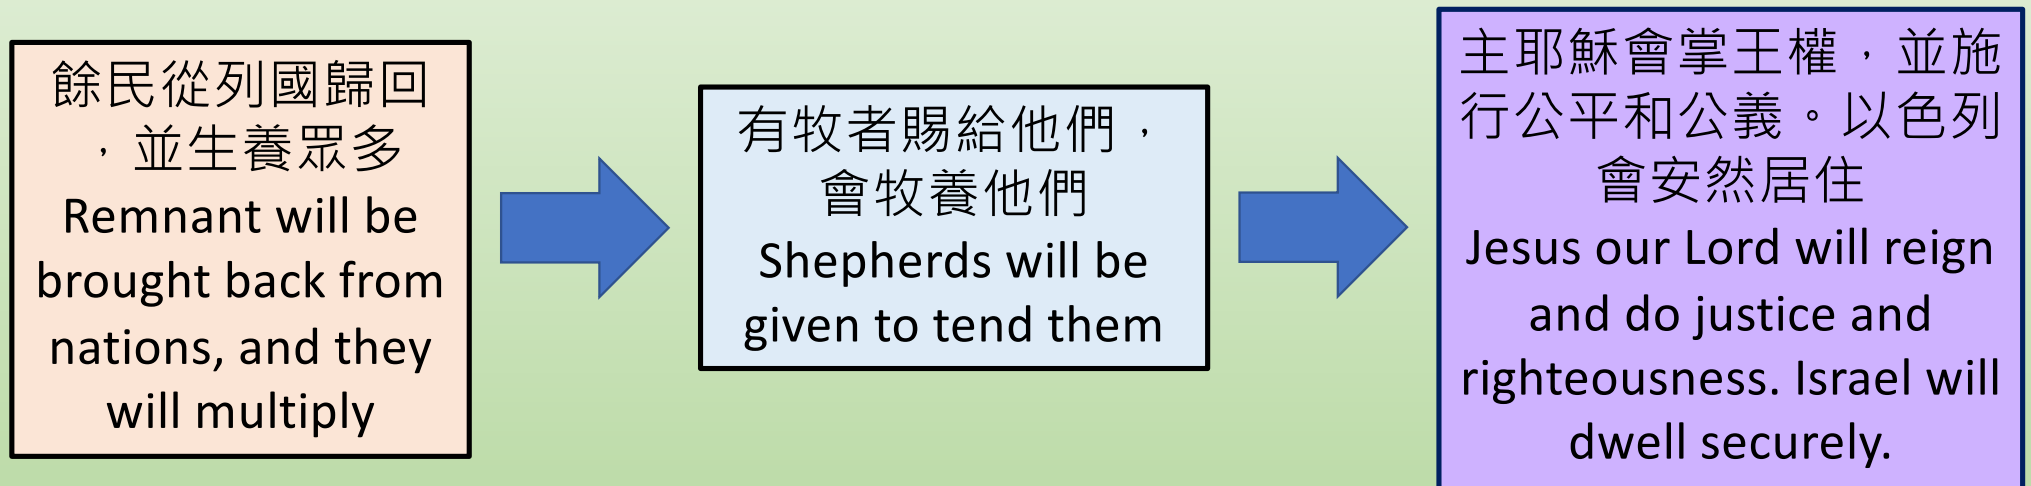 餘民從列國歸回
，並生養眾多
Remnant will be
brought back from
nations, and they
will multiply
有牧者賜給他們，
會牧養他們
Shepherds will be
given to tend them
主耶穌會掌王權，並施
行公平和公義。以色列
會安然居住
Jesus our Lord will reign
and do justice and
righteousness. Israel will
dwell securely.